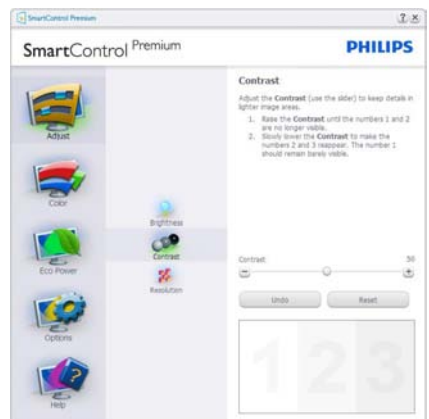 SmartControl Premium
SmartControl Premium
PHILIPS
Adjust
Color
Eco Power
Options
Help
Brightness
Contrast
Resolution
Contrast
Adjust the Contrast (use the slider) to keep details in
lighter image areas.
1. Raise the Contrast until the numbers 1 and 2
are no longer visible.
2. Slowly lower the Contrast to make the
numbers 2 and 3 reappear. The number 1
should remain barely visible.
Contrast 50
Undo Reset
1 2 3